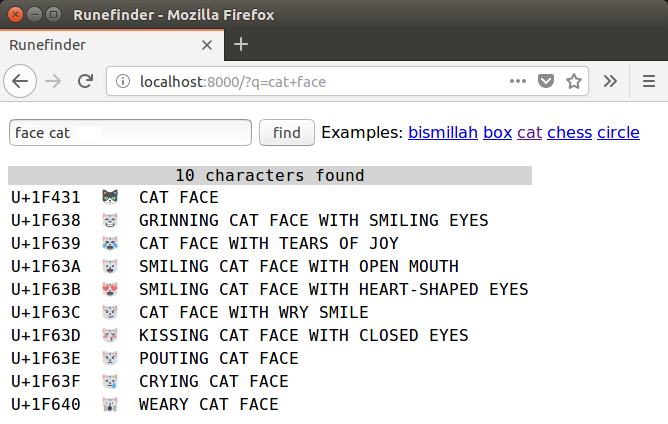 Runefinder - Mozilla Firefox
Runefinder
localhost:8000/?q=cat+face
face cat find Examples: bismillah box cat chess circle
10 characters found
U+1F431 🐱 CAT FACE
U+1F638 😸 GRINNING CAT FACE WITH SMILING EYES
U+1F639 😹 CAT FACE WITH TEARS OF JOY
U+1F63A 😺 SMILING CAT FACE WITH OPEN MOUTH
U+1F63B 😻 SMILING CAT FACE WITH HEART-SHAPED EYES
U+1F63C 😼 CAT FACE WITH WRY SMILE
U+1F63D 😽 KISSING CAT FACE WITH CLOSED EYES
U+1F63E 😾 POUTING CAT FACE
U+1F63F 😿 CRYING CAT FACE
U+1F640 🙀 WEARY CAT FACE